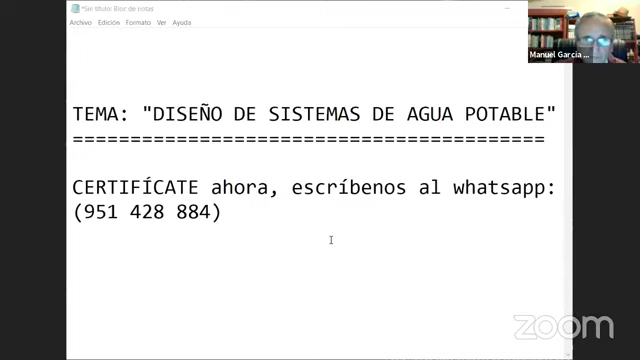 *Sin título: Bloc de notas
Archivo Edición Formato Ver Ayuda
Manuel Garcia ...
TEMA: "DISEÑO DE SISTEMAS DE AGUA POTABLE"
=========================================
CERTIFÍCATE ahora, escríbenos al whatsapp:
(951 428 884)
zoom